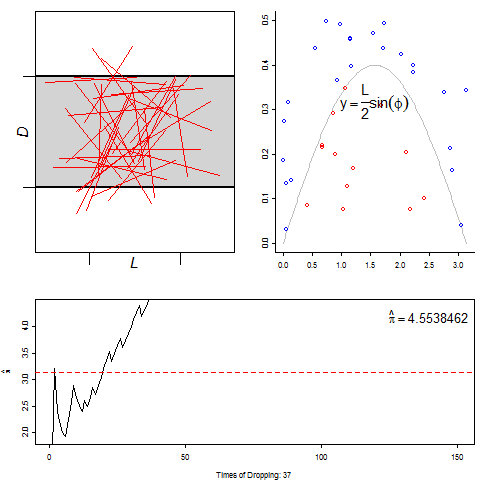 D
L
0.5
0.4
0.3
0.2
0.1
0.0
y = L/2 sin(ϕ)
0.0 0.5 1.0 1.5 2.0 2.5 3.0
π̂
4.0
3.5
3.0
2.5
2.0
π̂ = 4.5538462
0 50 100 150
Times of Dropping: 37